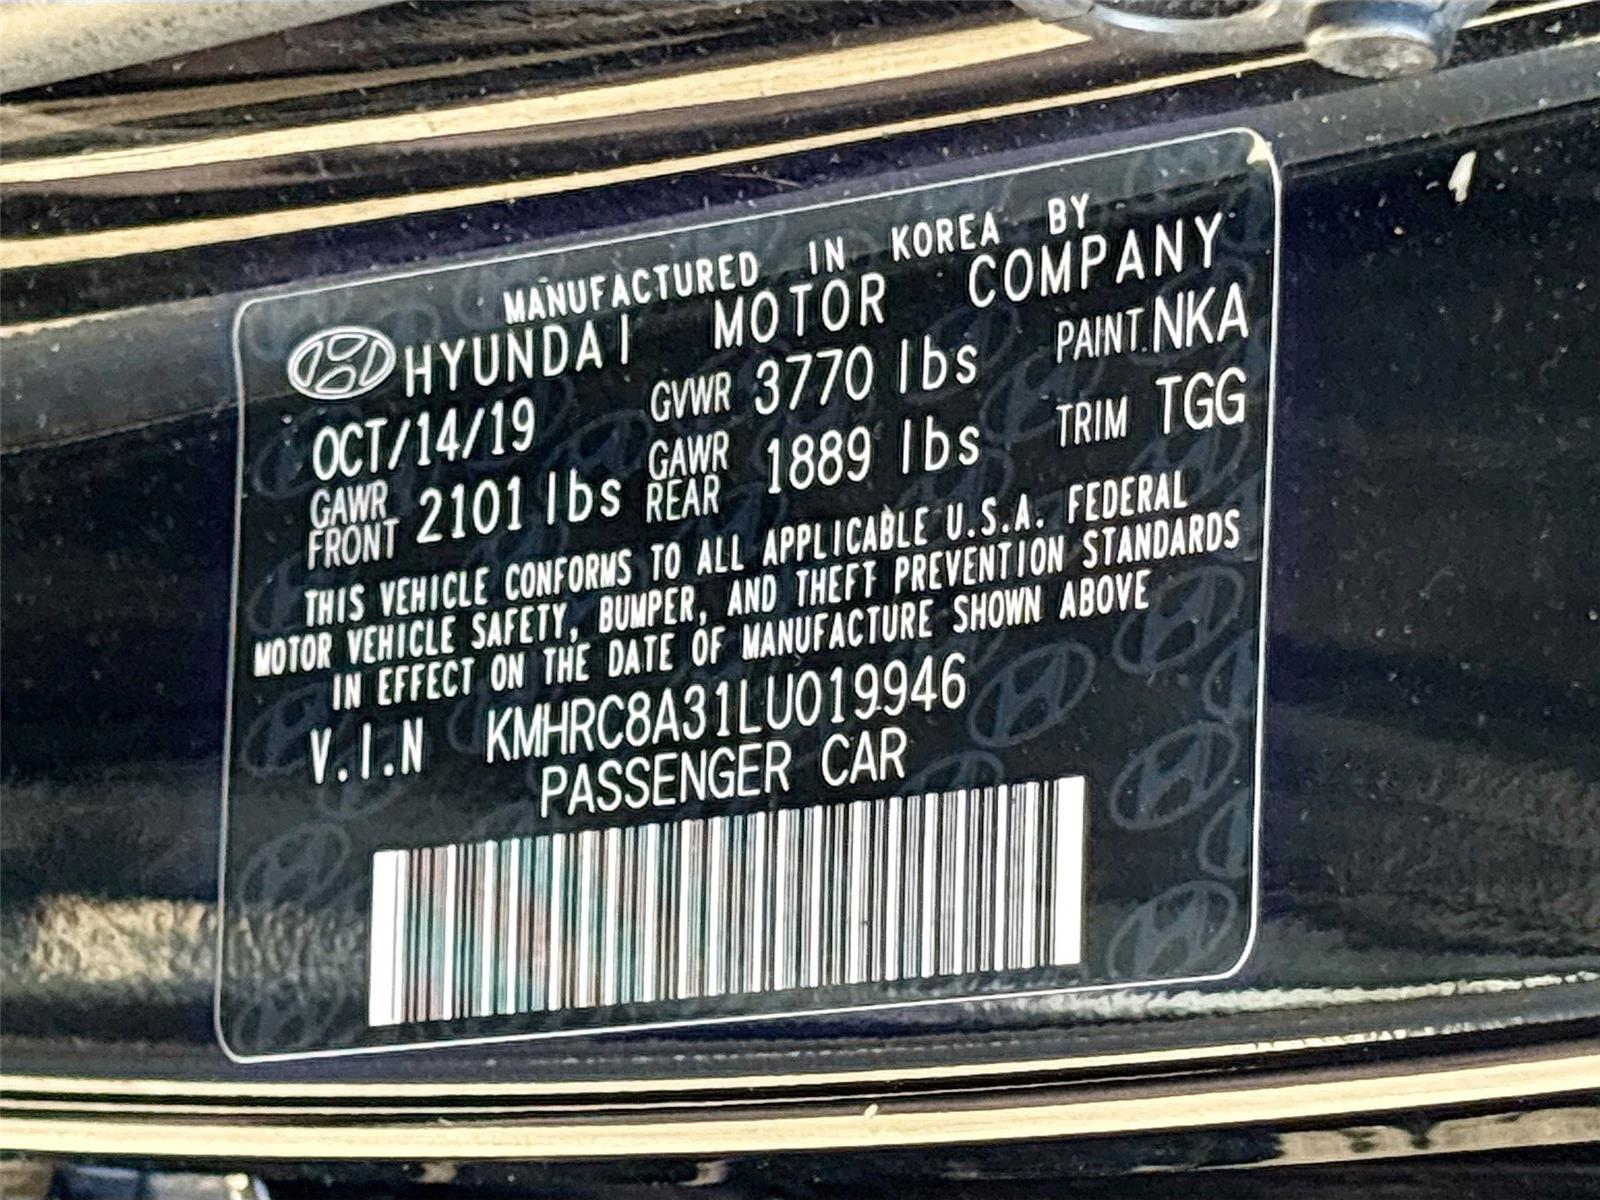 MANUFACTURED IN KOREA BY
HYUNDAI MOTOR COMPANY
OCT/14/19 GVWR 3770 lbs PAINT NKA
GAWR FRONT 2101 lbs GAWR REAR 1889 lbs TRIM TGG
THIS VEHICLE CONFORMS TO ALL APPLICABLE U.S.A. FEDERAL
MOTOR VEHICLE SAFETY, BUMPER, AND THEFT PREVENTION STANDARDS
IN EFFECT ON THE DATE OF MANUFACTURE SHOWN ABOVE
V.I.N KMHRC8A31LU019946
PASSENGER CAR